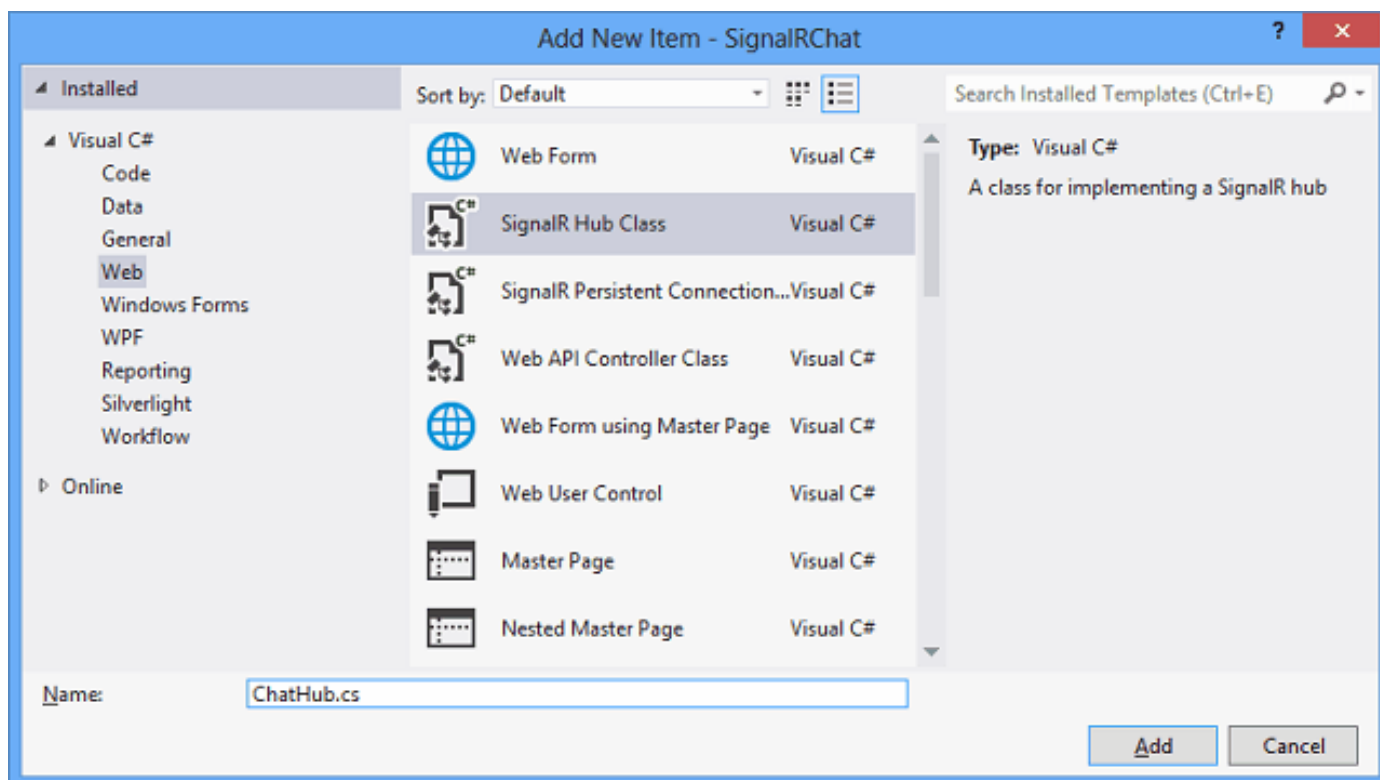 Add New Item - SignalRChat
? ×
Installed
Visual C#
Code
Data
General
Web
Windows Forms
WPF
Reporting
Silverlight
Workflow
Online
Sort by: Default
Web Form Visual C#
C# SignalR Hub Class Visual C#
C# SignalR Persistent Connection...Visual C#
C# Web API Controller Class Visual C#
Web Form using Master Page Visual C#
Web User Control Visual C#
Master Page Visual C#
Nested Master Page Visual C#
Search Installed Templates (Ctrl+E)
Type: Visual C#
A class for implementing a SignalR hub
Name: ChatHub.cs
Add Cancel